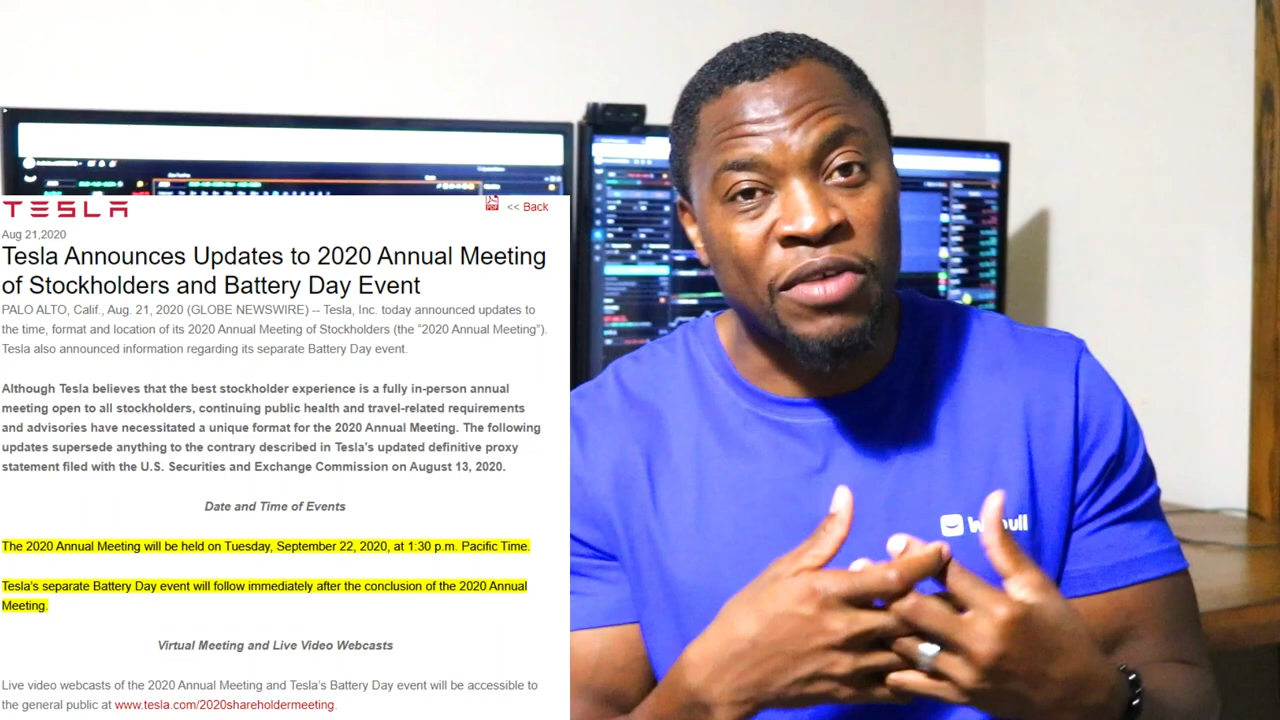 TESLA
<< Back
Aug 21,2020
Tesla Announces Updates to 2020 Annual Meeting
of Stockholders and Battery Day Event
PALO ALTO, Calif., Aug. 21, 2020 (GLOBE NEWSWIRE) -- Tesla, Inc. today announced updates to
the time, format and location of its 2020 Annual Meeting of Stockholders (the “2020 Annual Meeting”).
Tesla also announced information regarding its separate Battery Day event.
Although Tesla believes that the best stockholder experience is a fully in-person annual
meeting open to all stockholders, continuing public health and travel-related requirements
and advisories have necessitated a unique format for the 2020 Annual Meeting. The following
updates supersede anything to the contrary described in Tesla's updated definitive proxy
statement filed with the U.S. Securities and Exchange Commission on August 13, 2020.
Date and Time of Events
The 2020 Annual Meeting will be held on Tuesday, September 22, 2020, at 1:30 p.m. Pacific Time.
Tesla's separate Battery Day event will follow immediately after the conclusion of the 2020 Annual
Meeting.
Virtual Meeting and Live Video Webcasts
Live video webcasts of the 2020 Annual Meeting and Tesla's Battery Day event will be accessible to
the general public at www.tesla.com/2020shareholdermeeting.